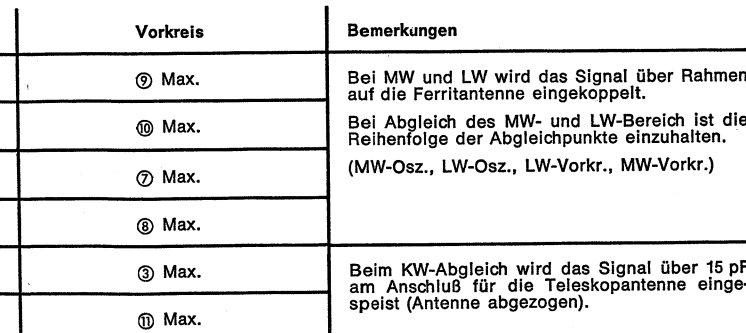 Vorkreis Bemerkungen
⑨ Max.
Bei MW und LW wird das Signal über Rahmen
auf die Ferritantenne eingekoppelt.
⑩ Max.
Bei Abgleich des MW- und LW-Bereich ist die
Reihenfolge der Abgleichpunkte einzuhalten.
⑦ Max.
(MW-Osz., LW-Osz., LW-Vorkr., MW-Vorkr.)
⑧ Max.
③ Max.
Beim KW-Abgleich wird das Signal über 15 pF
am Anschluß für die Teleskopantenne einge-
speist (Antenne abgezogen).
⑪ Max.